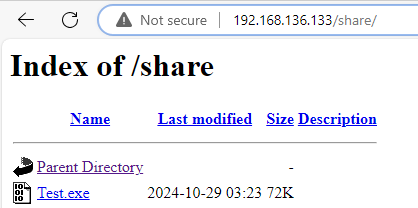 Not secure 192.168.136.133/share/
Index of /share
Name Last modified Size Description
Parent Directory -
Test.exe 2024-10-29 03:23 72K